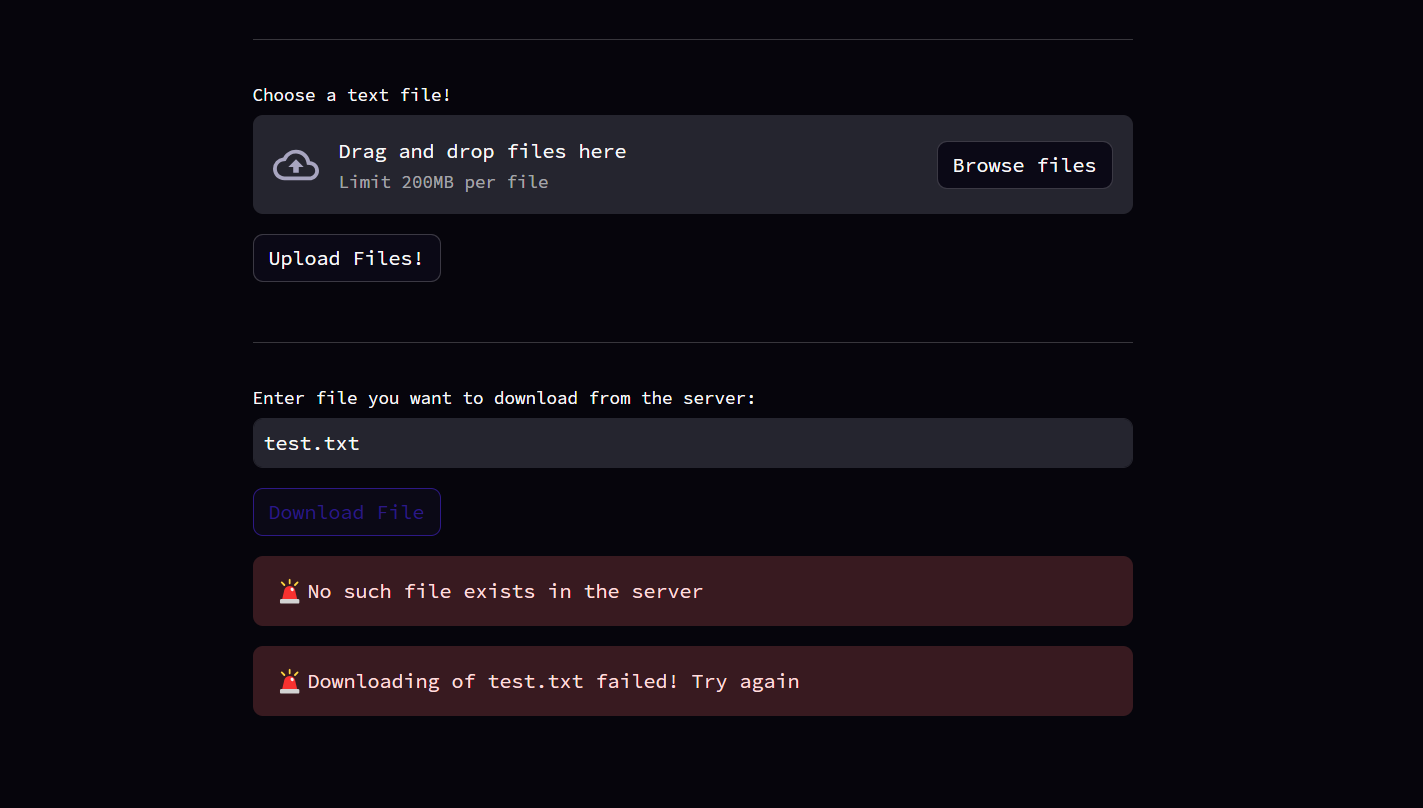 Choose a text file!
Drag and drop files here
Limit 200MB per file
Browse files
Upload Files!
Enter file you want to download from the server:
test.txt
Download File
No such file exists in the server
Downloading of test.txt failed! Try again